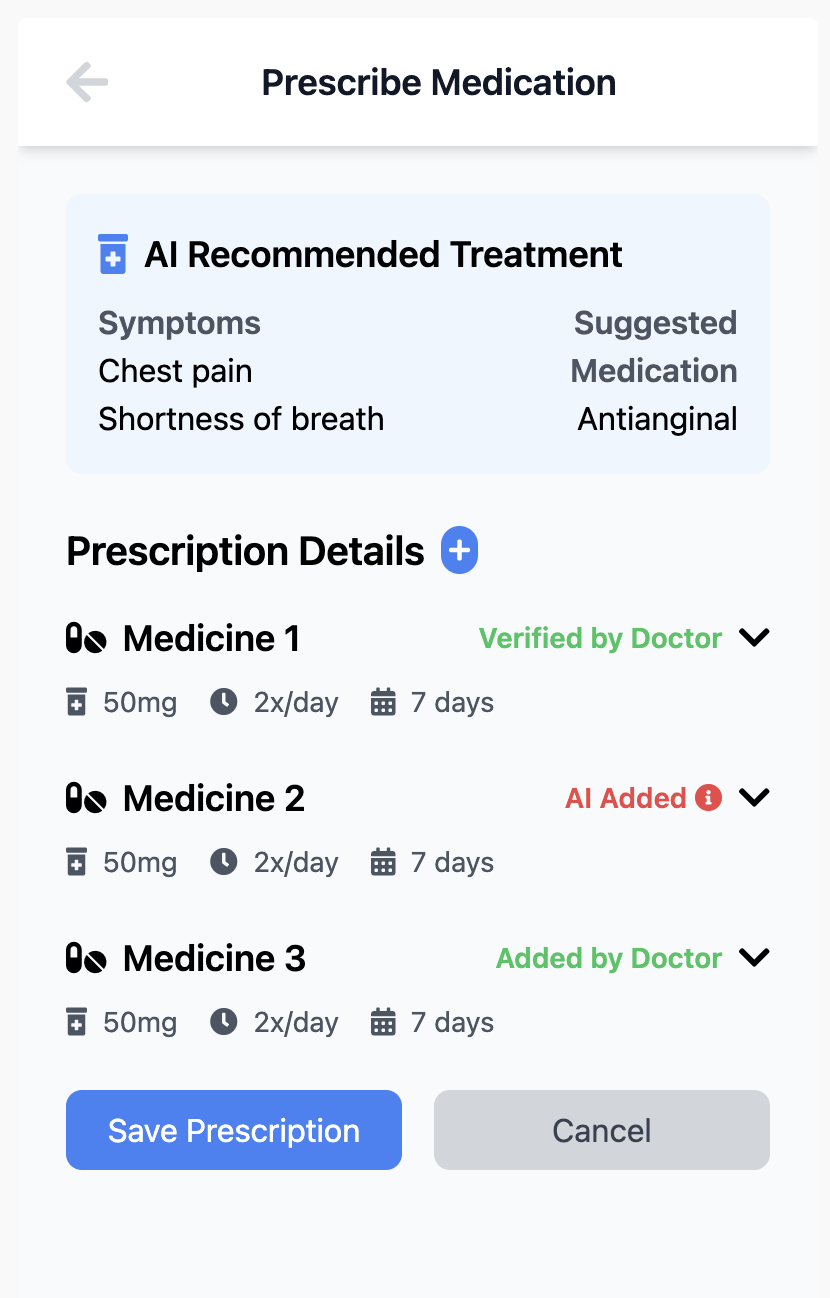 Prescribe Medication
AI Recommended Treatment
Symptoms
Chest pain
Shortness of breath
Suggested
Medication
Antianginal
Prescription Details
Medicine 1 Verified by Doctor
50mg 2x/day 7 days
Medicine 2 AI Added
50mg 2x/day 7 days
Medicine 3 Added by Doctor
50mg 2x/day 7 days
Save Prescription Cancel